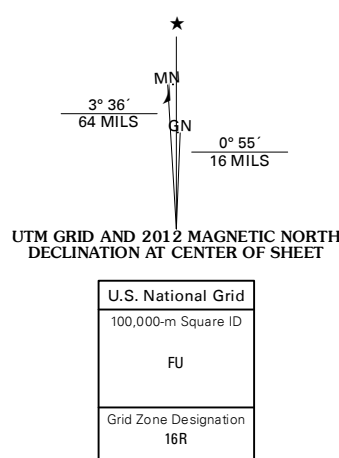 MN
3° 36´
64 MILS
GN
0° 55´
16 MILS
UTM GRID AND 2012 MAGNETIC NORTH
DECLINATION AT CENTER OF SHEET
U.S. National Grid
100,000-m Square ID
FU
Grid Zone Designation
16R